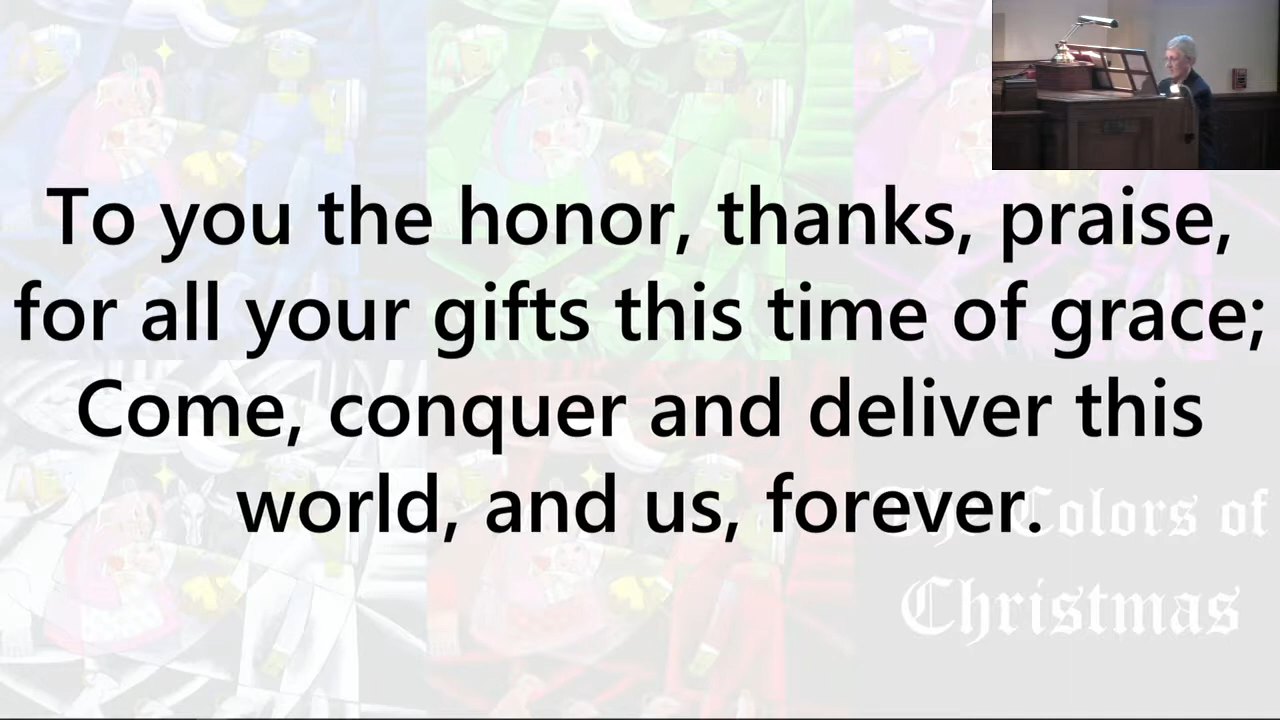 To you the honor, thanks, praise,
for all your gifts this time of grace;
Come, conquer and deliver this
world, and us, forever.
The Colors of
Christmas